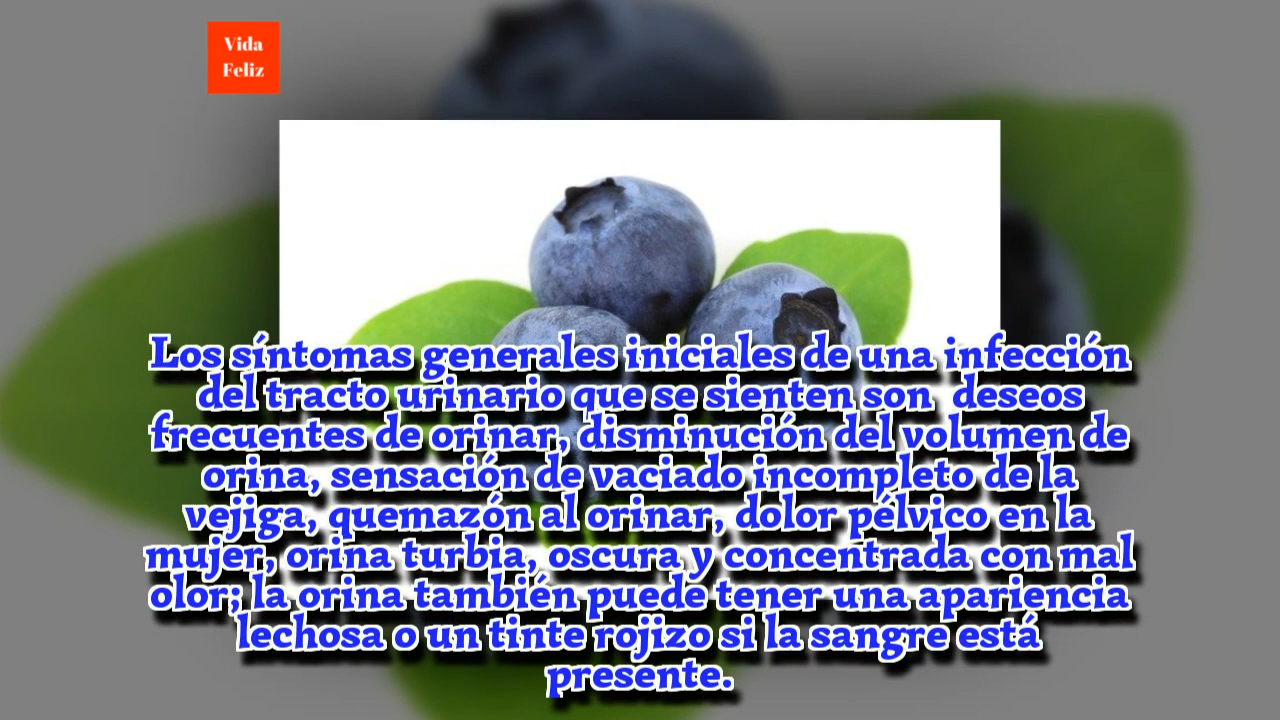 Vida
Feliz
Los síntomas generales iniciales de una infección
del tracto urinario que se sienten son  deseos
frecuentes de orinar, disminución del volumen de
orina, sensación de vaciado incompleto de la
vejiga, quemazón al orinar, dolor pélvico en la
mujer, orina turbia, oscura y concentrada con mal
olor; la orina también puede tener una apariencia
lechosa o un tinte rojizo si la sangre está
presente.